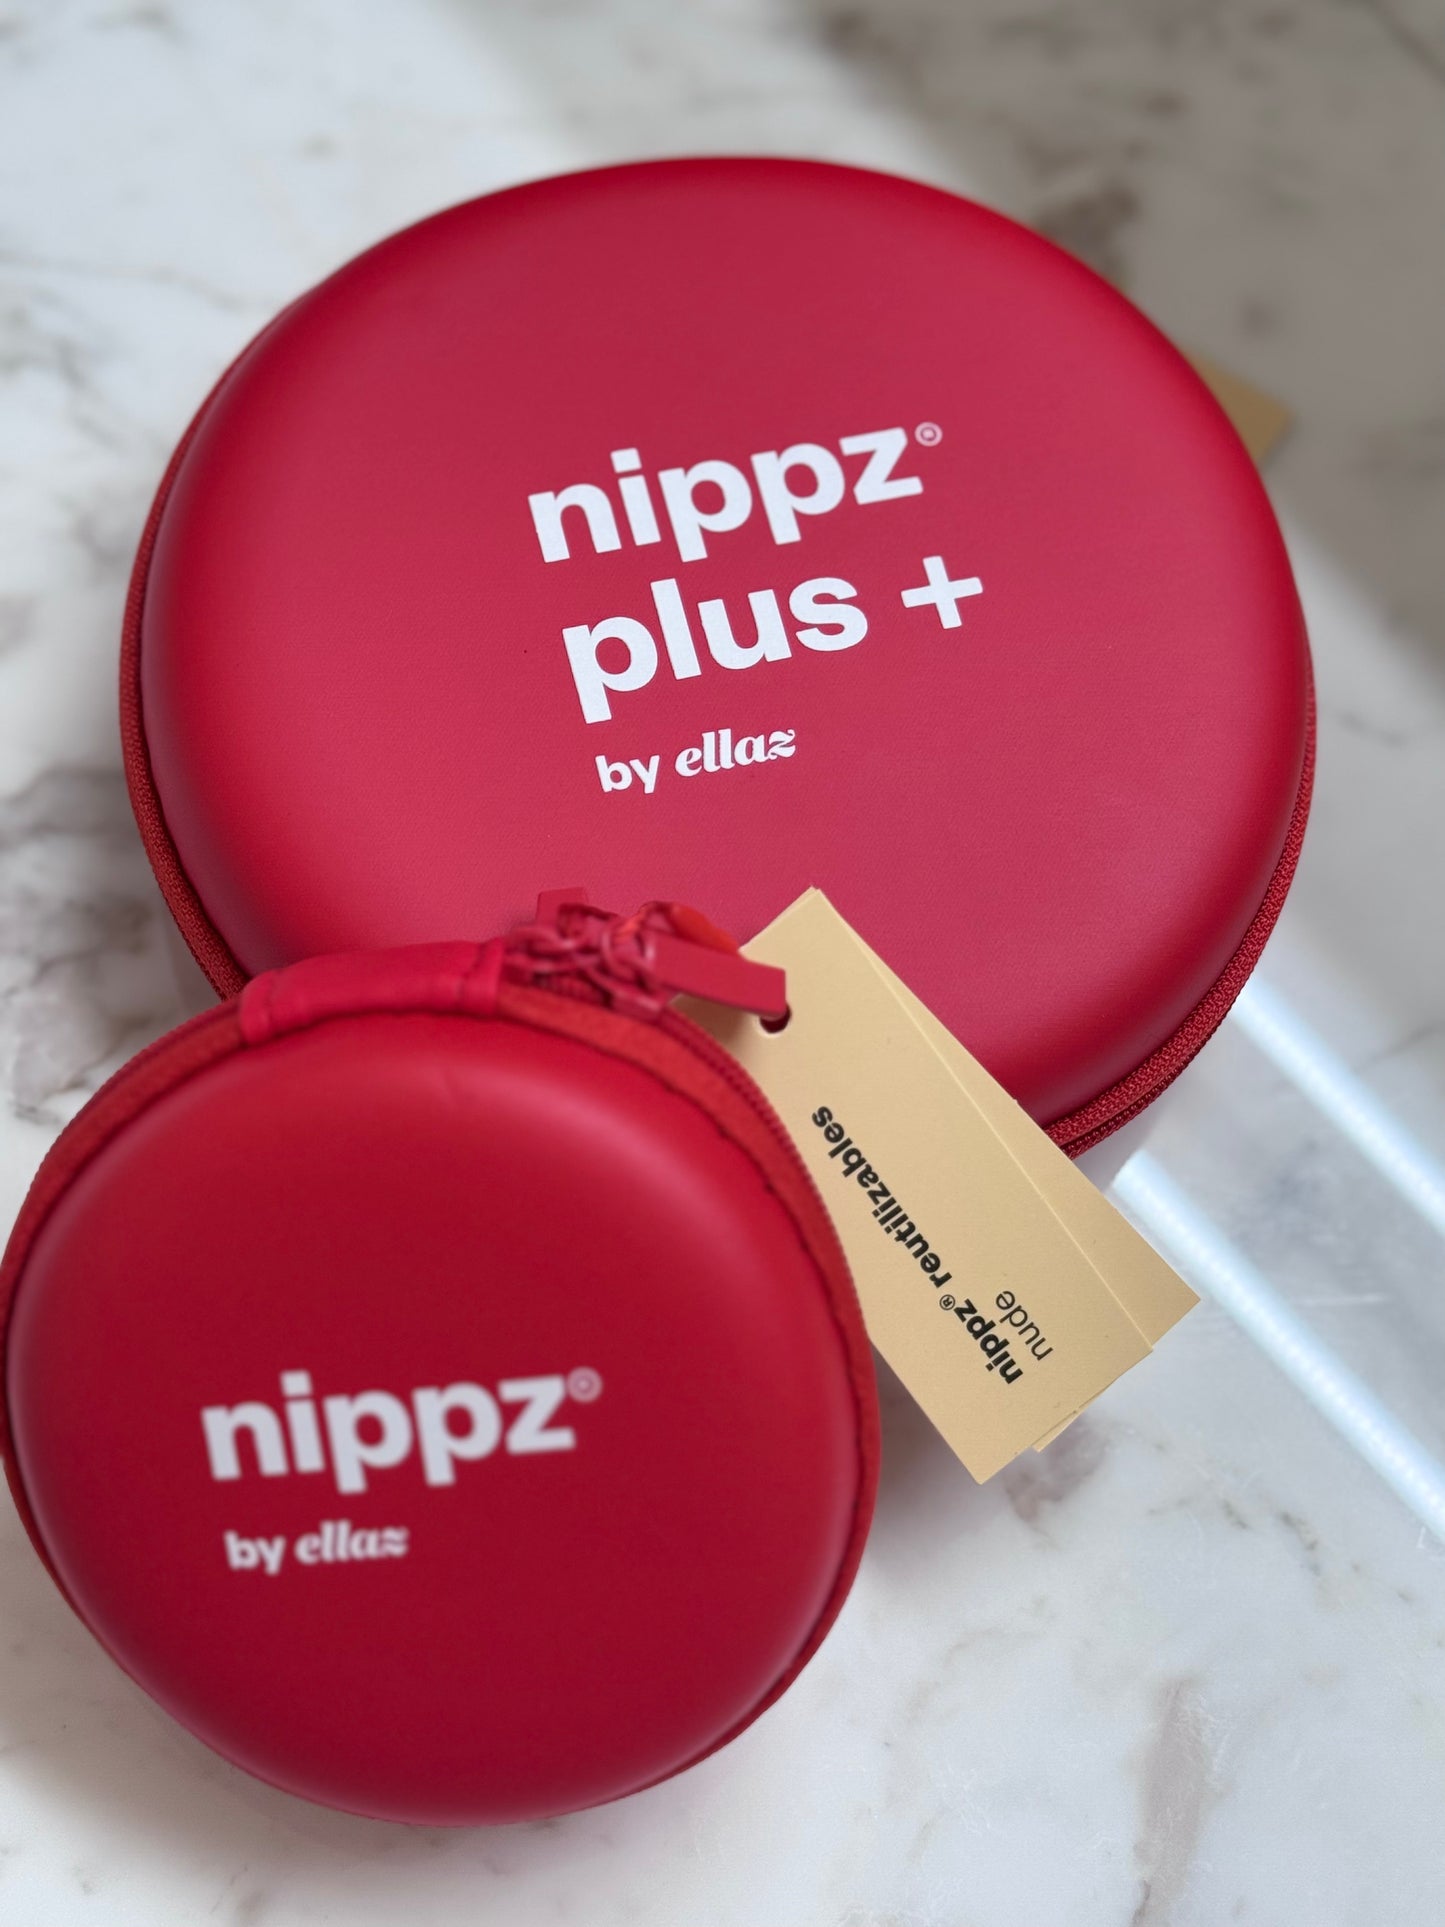 nippz®
plus +
by ellaz
nippz® reutilizables
nude
nippz®
by ellaz